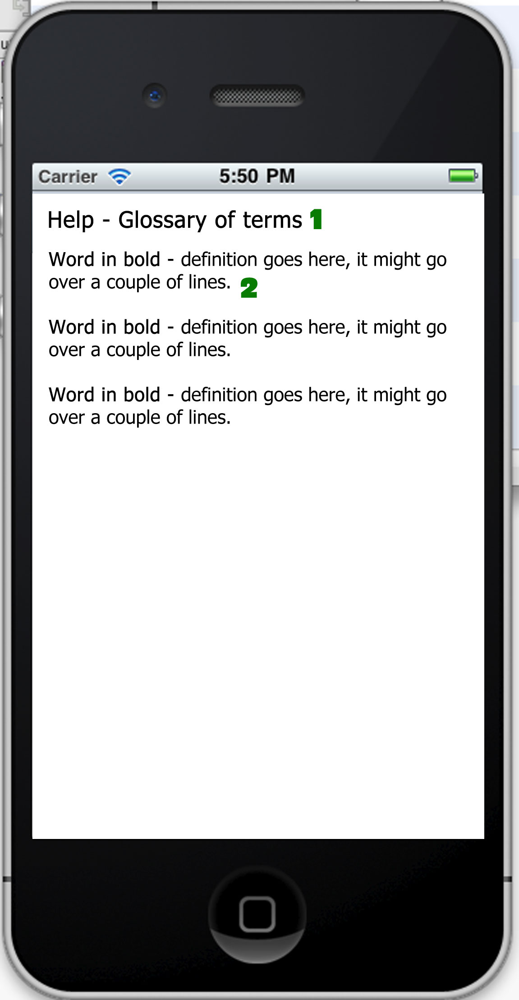 Carrier 5:50 PM
Help - Glossary of terms 1
Word in bold - definition goes here, it might go
over a couple of lines. 2
Word in bold - definition goes here, it might go
over a couple of lines.
Word in bold - definition goes here, it might go
over a couple of lines.